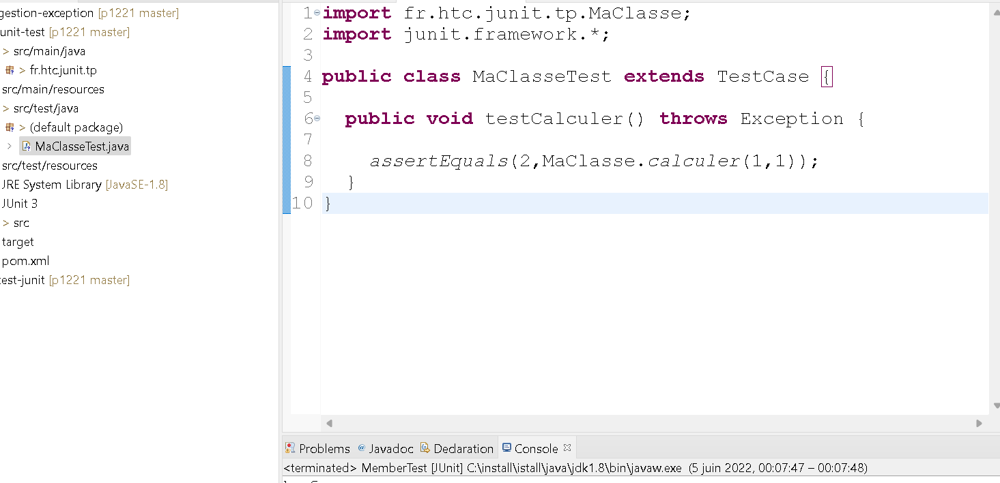 gestion-exception [p1221 master]
unit-test [p1221 master]
> src/main/java
> fr.htc.junit.tp
src/main/resources
> src/test/java
> (default package)
> MaClasseTest.java
src/test/resources
JRE System Library [JavaSE-1.8]
JUnit 3
> src
target
pom.xml
test-junit [p1221 master]
1 import fr.htc.junit.tp.MaClasse;
2 import junit.framework.*;
3
4 public class MaClasseTest extends TestCase {
5
6 public void testCalculer() throws Exception {
7
8 assertEquals(2,MaClasse.calculer(1,1));
9 }
10 }
Problems @ Javadoc Declaration Console
<terminated> MemberTest [JUnit] C:\install\istall\java\jdk1.8\bin\javaw.exe (5 juin 2022, 00:07:47 – 00:07:48)